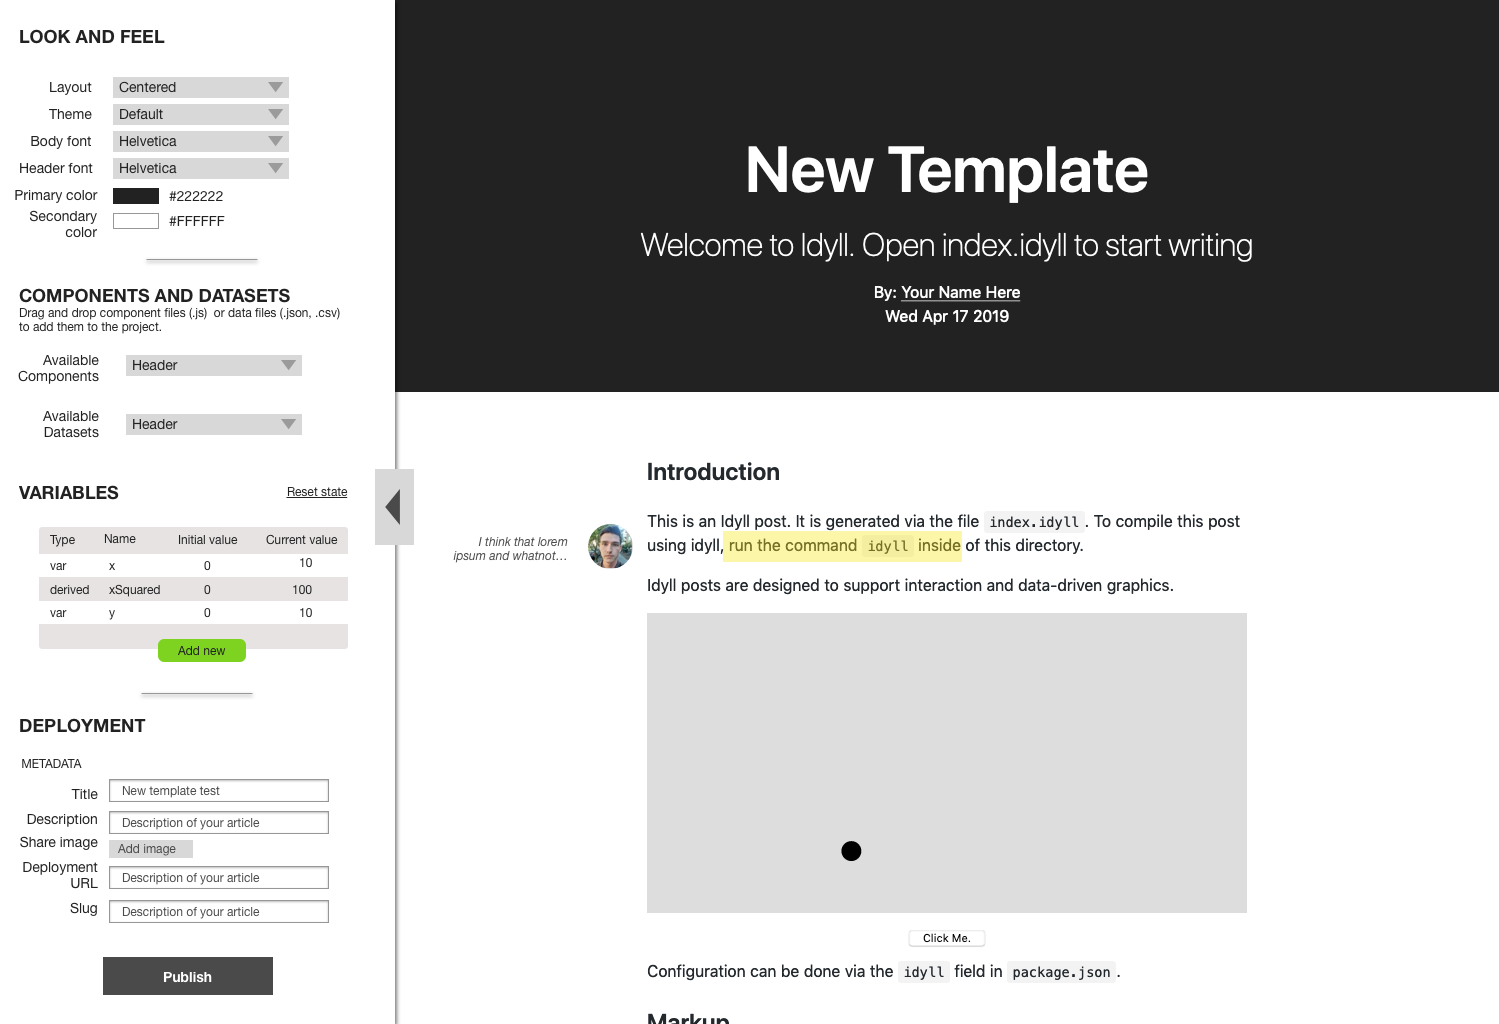 LOOK AND FEEL
Layout Centered
Theme Default
Body font Helvetica
Header font Helvetica
Primary color #222222
Secondary
color #FFFFFF
COMPONENTS AND DATASETS
Drag and drop component files (.js)  or data files (.json, .csv)
to add them to the project.
Available
Components Header
Available
Datasets Header
VARIABLES Reset state
Type Name Initial value Current value
var x 0 10
derived xSquared 0 100
var y 0 10
Add new
DEPLOYMENT
METADATA
Title New template test
Description Description of your article
Share image Add image
Deployment
URL Description of your article
Slug Description of your article
Publish
New Template
Welcome to Idyll. Open index.idyll to start writing
By: Your Name Here
Wed Apr 17 2019
Introduction
I think that lorem
ipsum and whatnot...
This is an Idyll post. It is generated via the file index.idyll. To compile this post
using idyll, run the command idyll inside of this directory.
Idyll posts are designed to support interaction and data-driven graphics.
Click Me.
Configuration can be done via the idyll field in package.json.
Markup